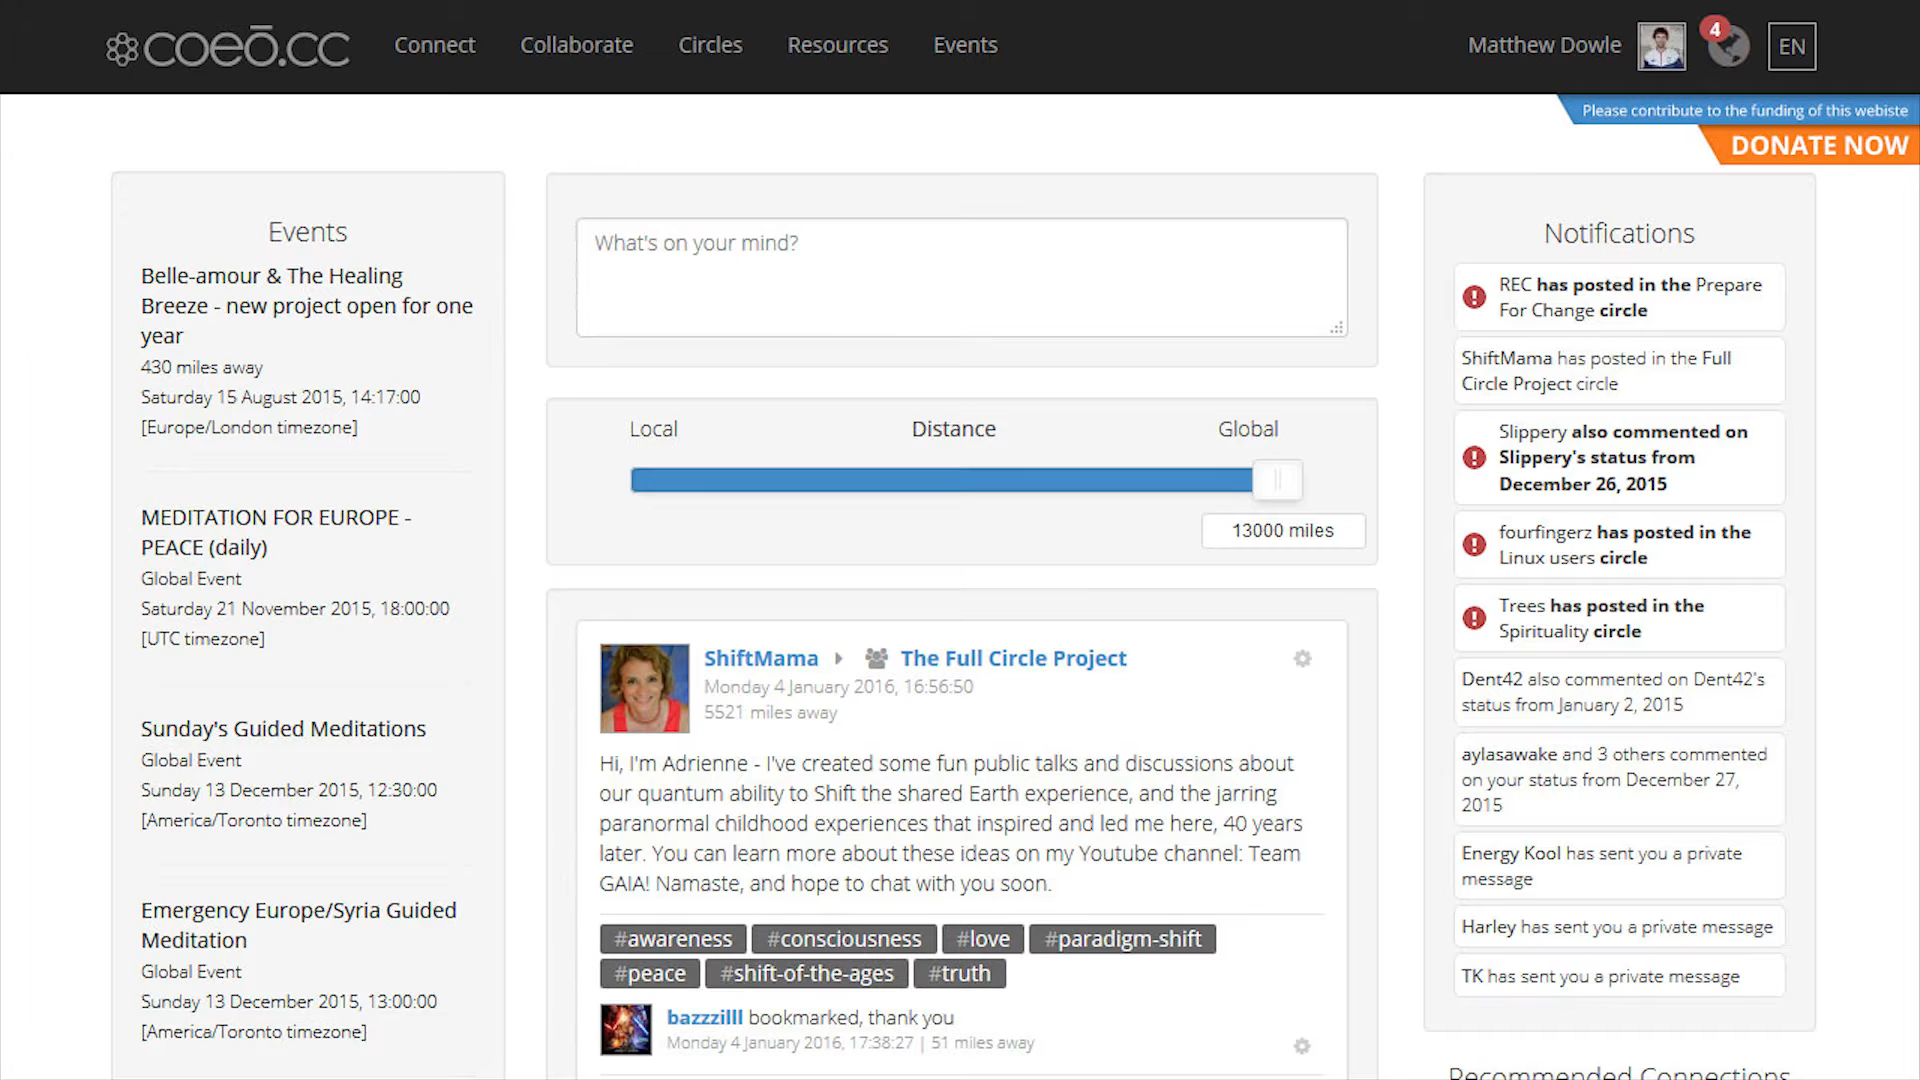 coeō.cc
Connect
Collaborate
Circles
Resources
Events
Matthew Dowle
4
EN
Please contribute to the funding of this webiste
DONATE NOW
Events
Belle-amour & The Healing
Breeze - new project open for one
year
430 miles away
Saturday 15 August 2015, 14:17:00
[Europe/London timezone]
MEDITATION FOR EUROPE -
PEACE (daily)
Global Event
Saturday 21 November 2015, 18:00:00
[UTC timezone]
Sunday's Guided Meditations
Global Event
Sunday 13 December 2015, 12:30:00
[America/Toronto timezone]
Emergency Europe/Syria Guided
Meditation
Global Event
Sunday 13 December 2015, 13:00:00
[America/Toronto timezone]
What's on your mind?
Local
Distance
Global
13000 miles
ShiftMama
The Full Circle Project
Monday 4 January 2016, 16:56:50
5521 miles away
Hi, I'm Adrienne - I've created some fun public talks and discussions about
our quantum ability to Shift the shared Earth experience, and the jarring
paranormal childhood experiences that inspired and led me here, 40 years
later. You can learn more about these ideas on my Youtube channel: Team
GAIA! Namaste, and hope to chat with you soon.
#awareness #consciousness #love #paradigm-shift
#peace #shift-of-the-ages #truth
bazzzilll bookmarked, thank you
Monday 4 January 2016, 17:38:27 | 51 miles away
Notifications
REC has posted in the Prepare
For Change circle
ShiftMama has posted in the Full
Circle Project circle
Slippery also commented on
Slippery's status from
December 26, 2015
fourfingerz has posted in the
Linux users circle
Trees has posted in the
Spirituality circle
Dent42 also commented on Dent42's
status from January 2, 2015
aylasawake and 3 others commented
on your status from December 27,
2015
Energy Kool has sent you a private
message
Harley has sent you a private message
TK has sent you a private message
Recommended Connections